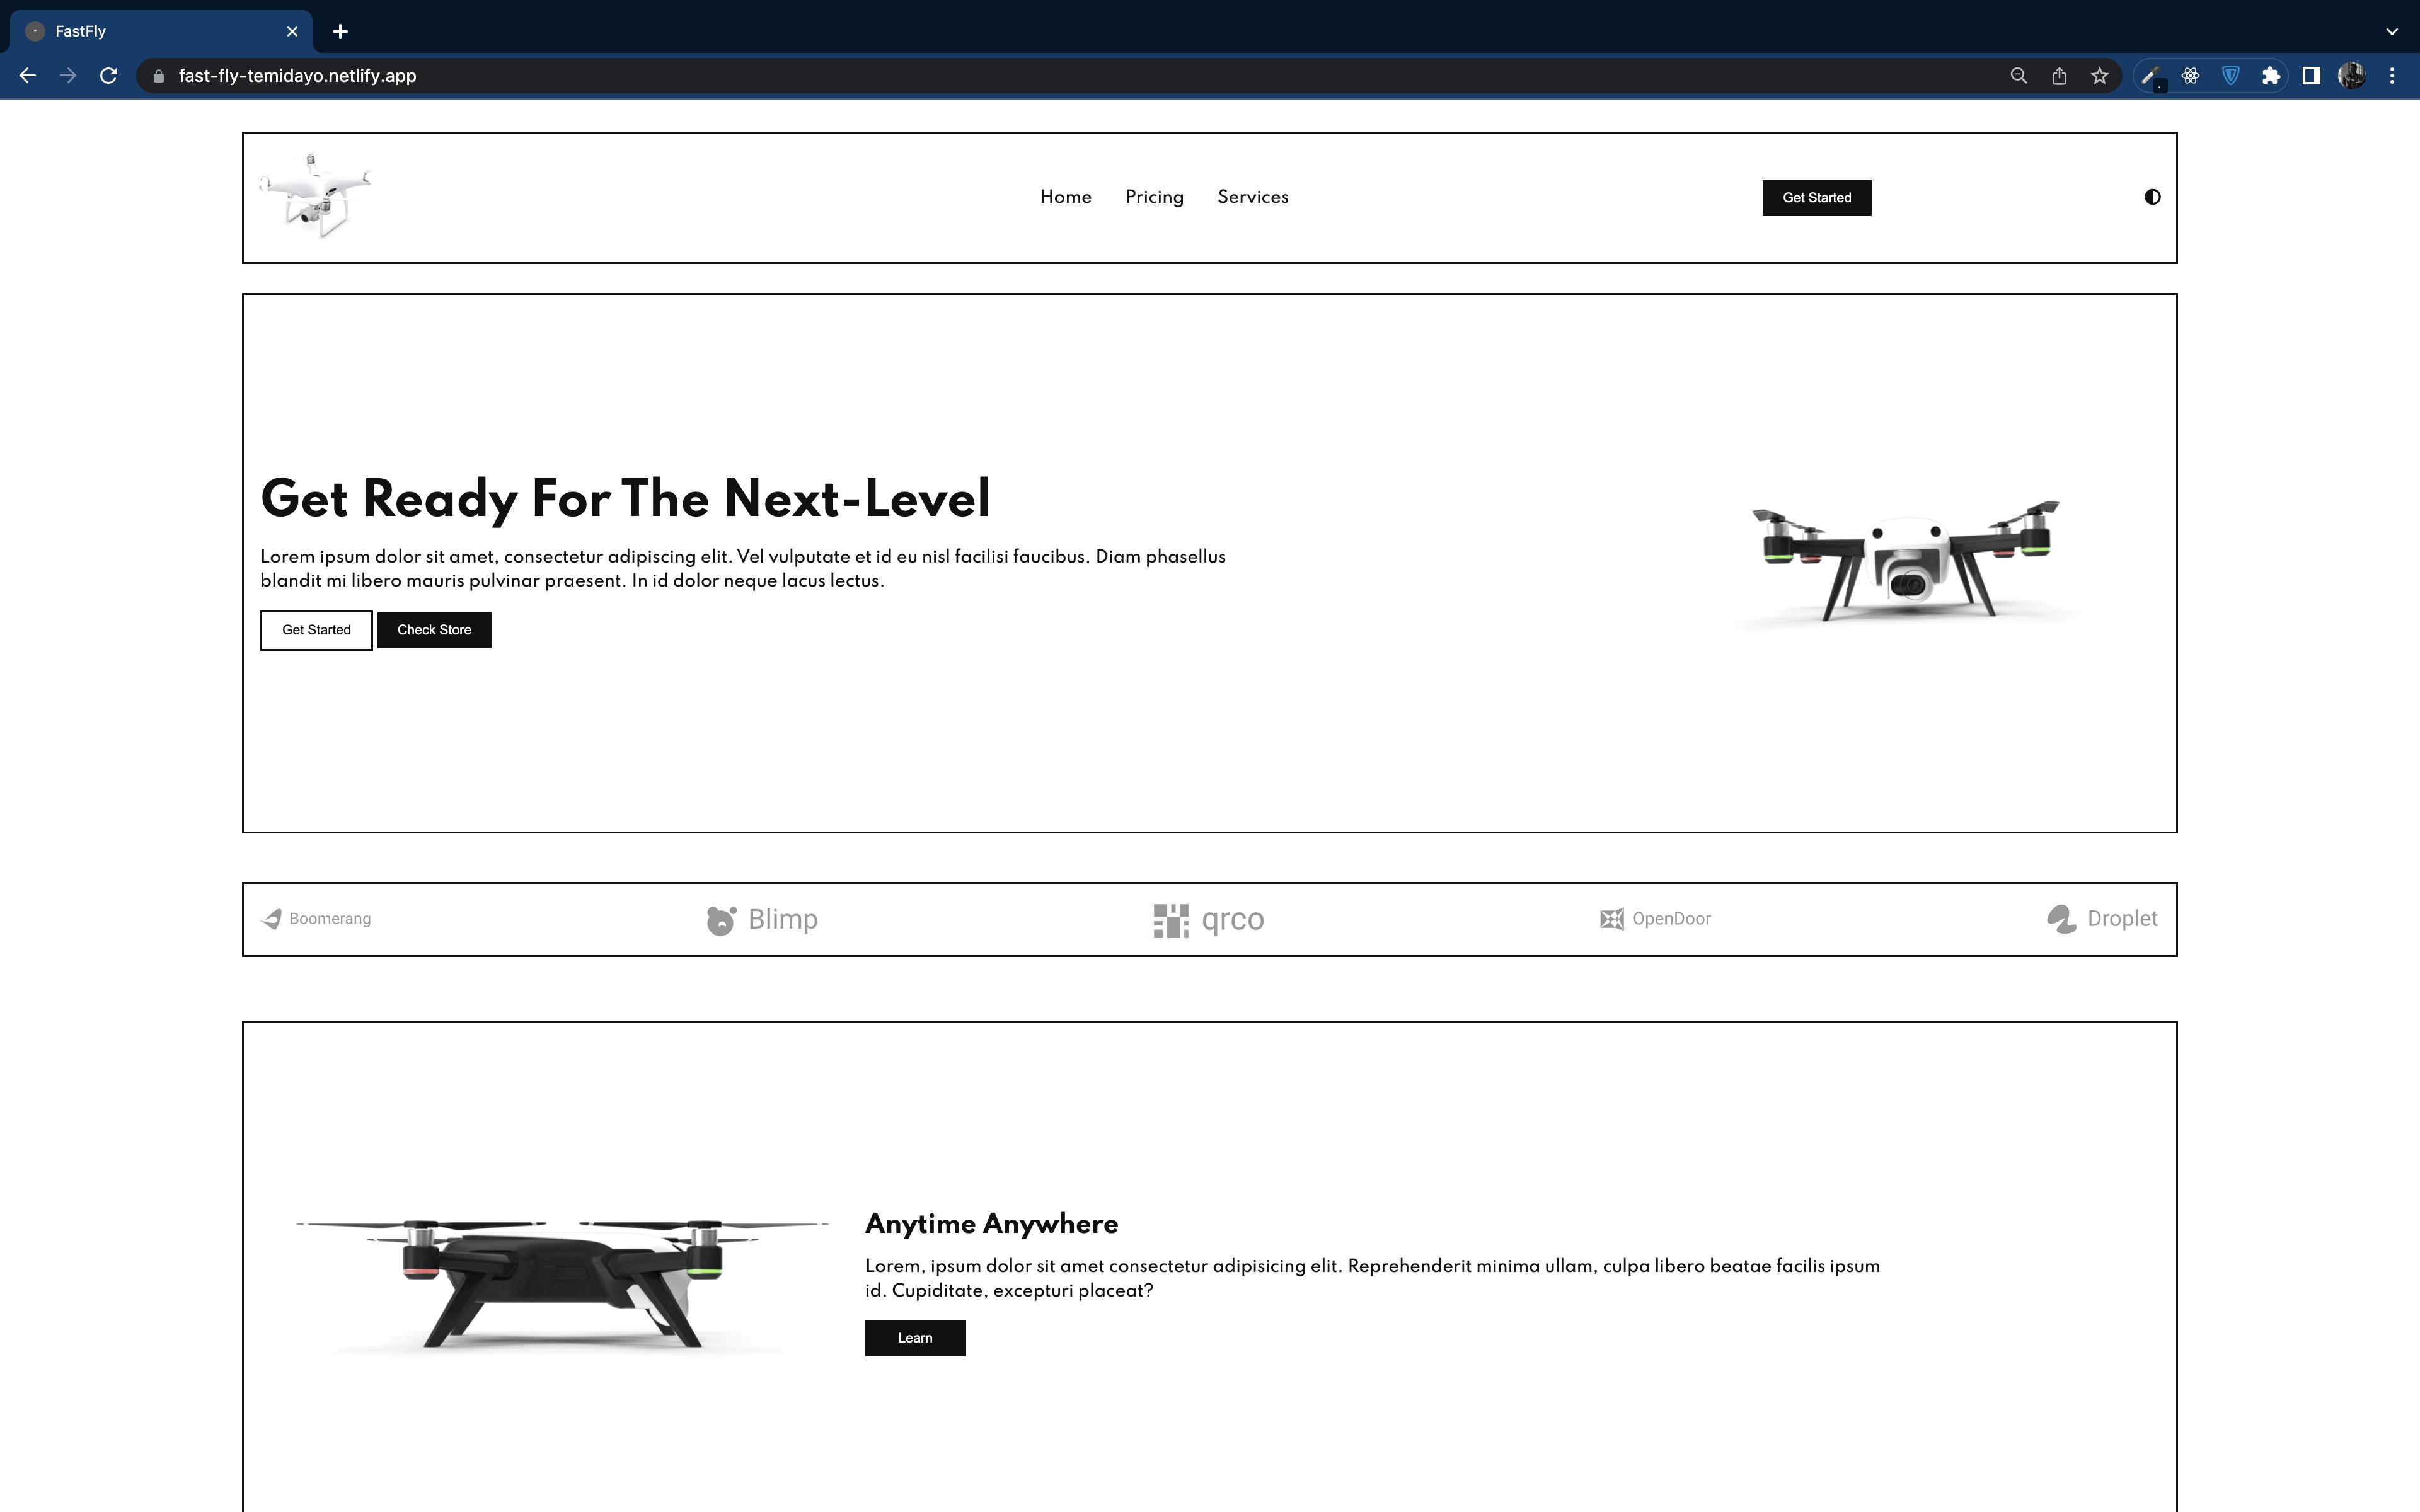 FastFly
fast-fly-temidayo.netlify.app
Home Pricing Services Get Started
Get Ready For The Next-Level
Lorem ipsum dolor sit amet, consectetur adipiscing elit. Vel vulputate et id eu nisl facilisi faucibus. Diam phasellus
blandit mi libero mauris pulvinar praesent. In id dolor neque lacus lectus.
Get Started Check Store
Boomerang Blimp qrco OpenDoor Droplet
Anytime Anywhere
Lorem, ipsum dolor sit amet consectetur adipisicing elit. Reprehenderit minima ullam, culpa libero beatae facilis ipsum
id. Cupiditate, excepturi placeat?
Learn